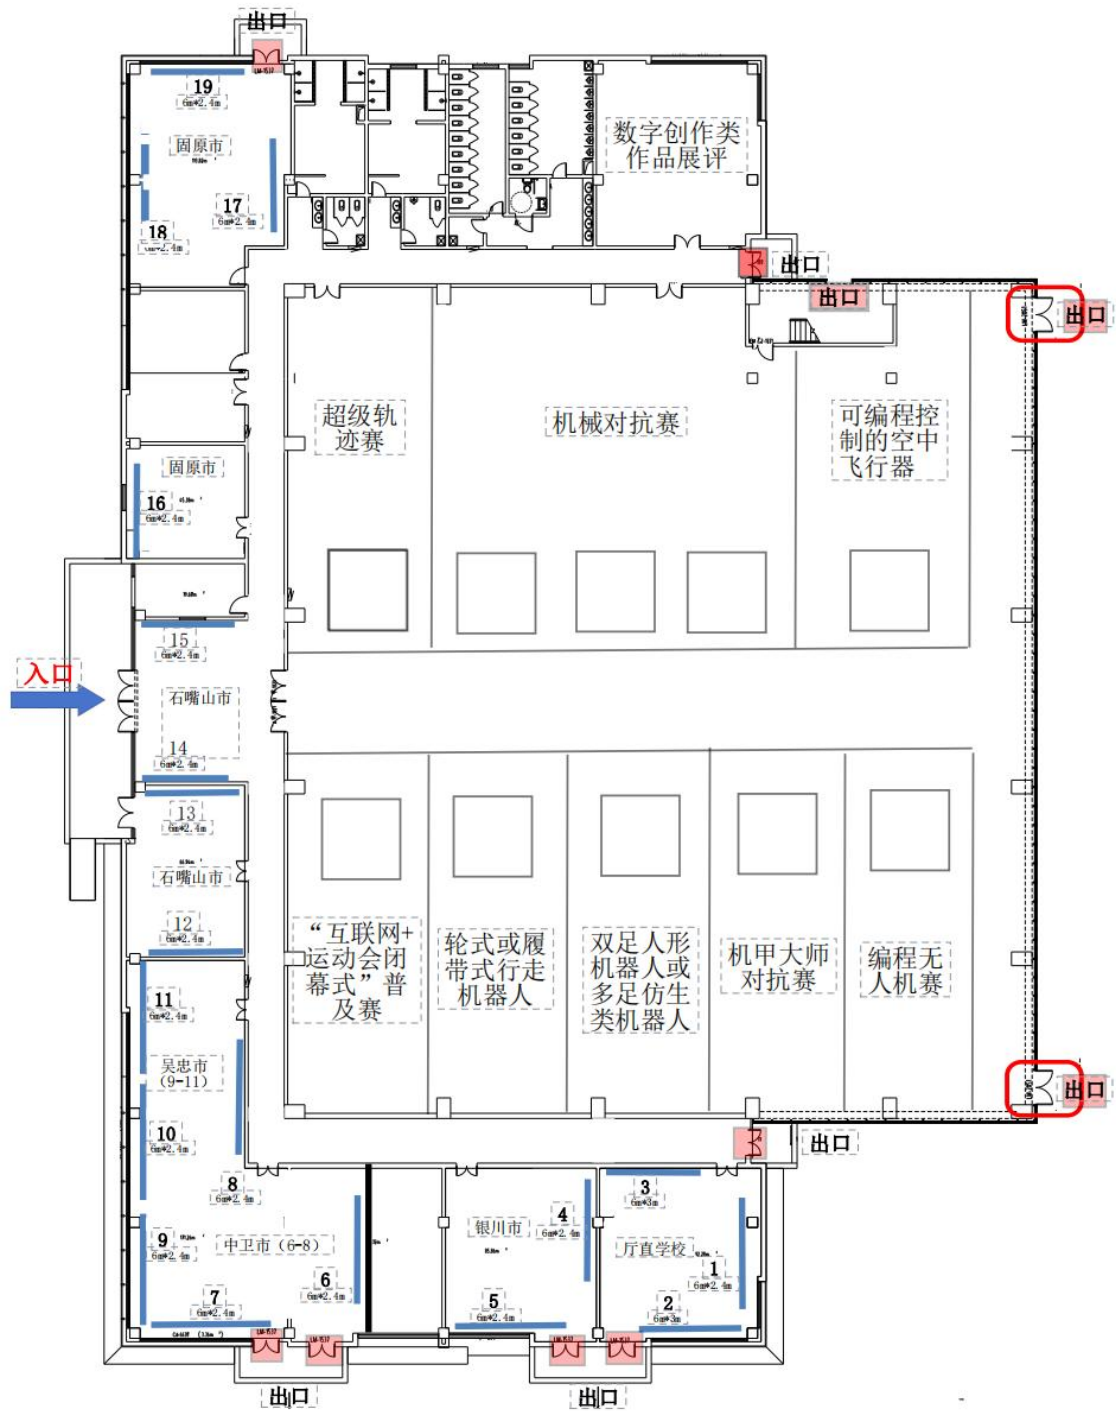 出口
19
6m*2.4m
固原市
17
6m*2.4m
18
6m*2.4m
数字创作类
作品展评
出口
出口
出口
超级轨
迹赛
机械对抗赛
可编程控
制的空中
飞行器
固原市
16
6m*2.4m
15
6m*2.4m
入口
石嘴山市
14
6m*2.4m
13
6m*2.4m
石嘴山市
12
6m*2.4m
“互联网+
运动会闭
幕式”普
及赛
轮式或履
带式行走
机器人
双足人形
机器人或
多足仿生
类机器人
机甲大师
对抗赛
编程无
人机赛
11
6m*2.4m
吴忠市
(9-11)
10
6m*2.4m
出口
出口
8
6m*2.4m
9
6m*2.4m
中卫市（6-8）
6
6m*2.4m
7
6m*2.4m
银川市
4
6m*2.4m
5
6m*2.4m
3
6m*3m
厅直学校
1
6m*2.4m
2
6m*3m
出口
出口